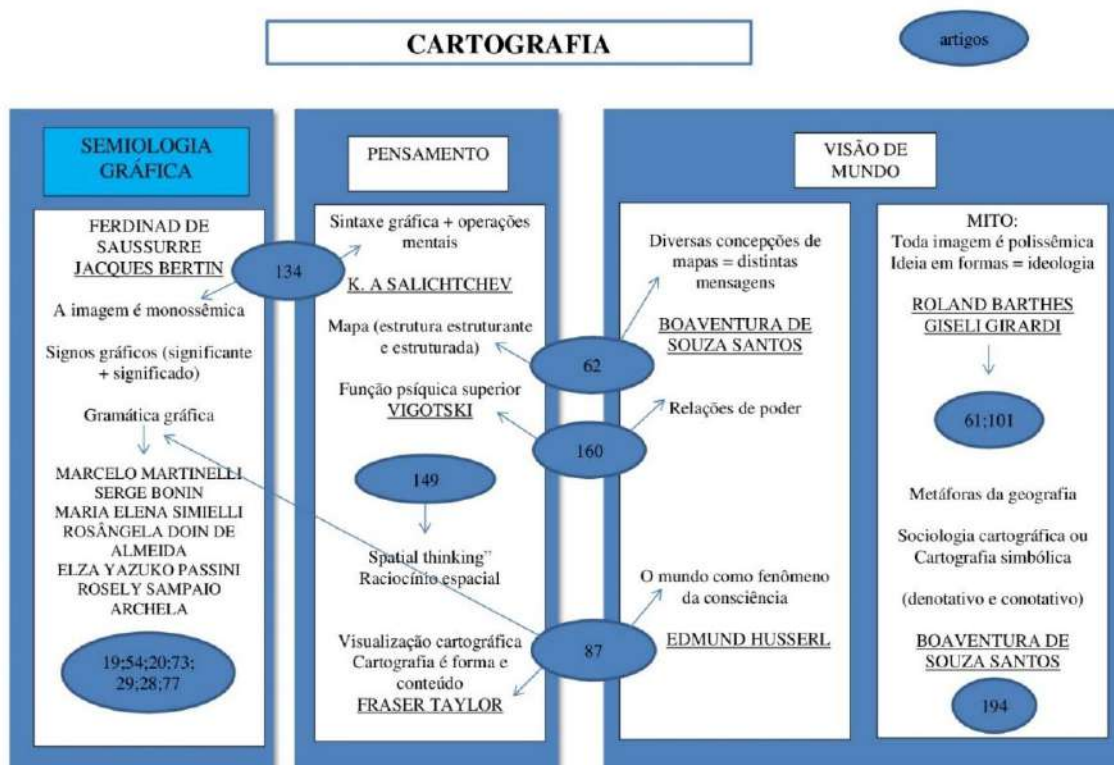 CARTOGRAFIA
artigos
SEMIOLOGIA
GRÁFICA
FERDINAD DE
SAUSSURRE
JACQUES BERTIN
A imagem é monossêmica
Signos gráficos (significante
+ significado)
Gramática gráfica
MARCELO MARTINELLI
SERGE BONIN
MARIA ELENA SIMIELLI
ROSÂNGELA DOIN DE
ALMEIDA
ELZA YAZUKO PASSINI
ROSELY SAMPAIO
ARCHELA
19;54;20;73;
29;28;77
134
PENSAMENTO
Sintaxe gráfica + operações
mentais
K. A SALICHTCHEV
Mapa (estrutura estruturante
e estruturada)
Função psíquica superior
VIGOTSKI
149
Spatial thinking”
Raciocínio espacial
Visualização cartográfica
Cartografia é forma e
conteúdo
FRASER TAYLOR
62
160
87
VISÃO DE
MUNDO
Diversas concepções de
mapas = distintas
mensagens
BOAVENTURA DE
SOUZA SANTOS
Relações de poder
O mundo como fenômeno
da consciência
EDMUND HUSSERL
MITO:
Toda imagem é polissêmica
Ideia em formas = ideologia
ROLAND BARTHES
GISELI GIRARDI
61;101
Metáforas da geografia
Sociologia cartográfica ou
Cartografia simbólica
(denotativo e conotativo)
BOAVENTURA DE
SOUZA SANTOS
194